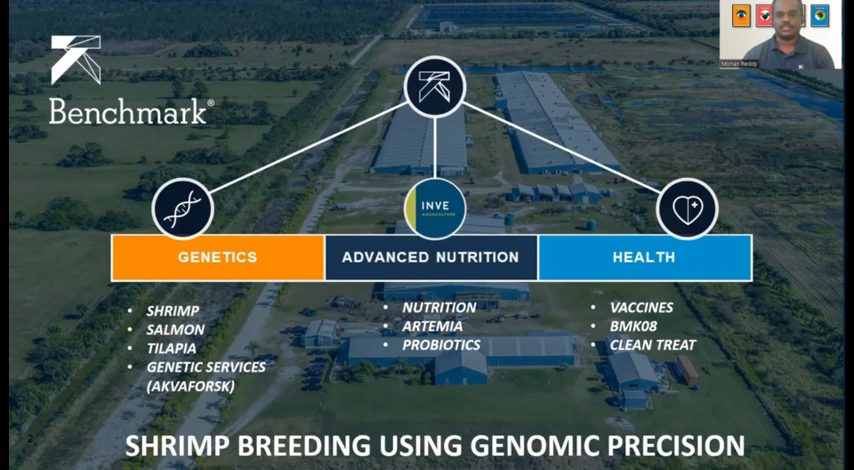 Benchmark®
Mohan Reddy
INVE
AQUACULTURE
GENETICS
ADVANCED NUTRITION
HEALTH
• SHRIMP
• SALMON
• TILAPIA
• GENETIC SERVICES
(AKVAFORSK)
• NUTRITION
• ARTEMIA
• PROBIOTICS
• VACCINES
• BMK08
• CLEAN TREAT
2
SHRIMP BREEDING USING GENOMIC PRECISION